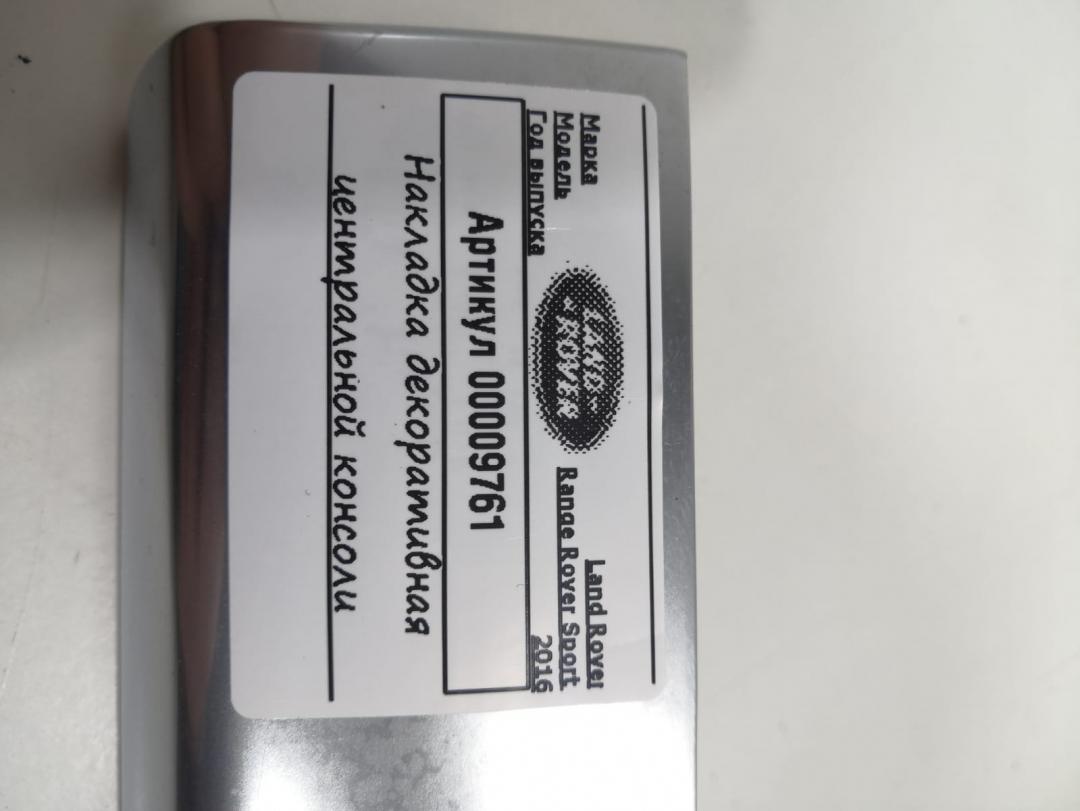 Марка Land Rover
Модель Range Rover Sport
Год выпуска 2016
LAND
ROVER
Артикул 00009761
Накладка декоративная
центральной консоли